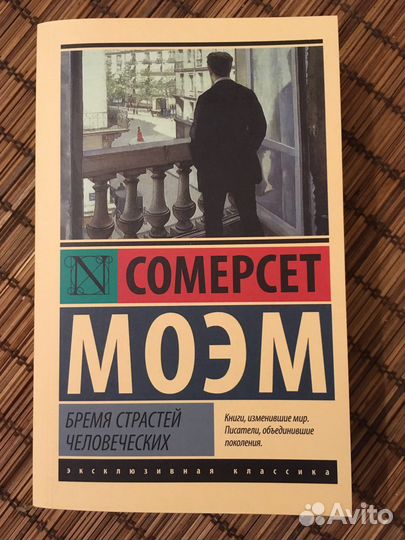 N
СОМЕРСЕТ
МОЭМ
БРЕМЯ СТРАСТЕЙ
ЧЕЛОВЕЧЕСКИХ
Книги, изменившие мир.
Писатели, объединившие
поколения.
эксклюзивная классика
Avito